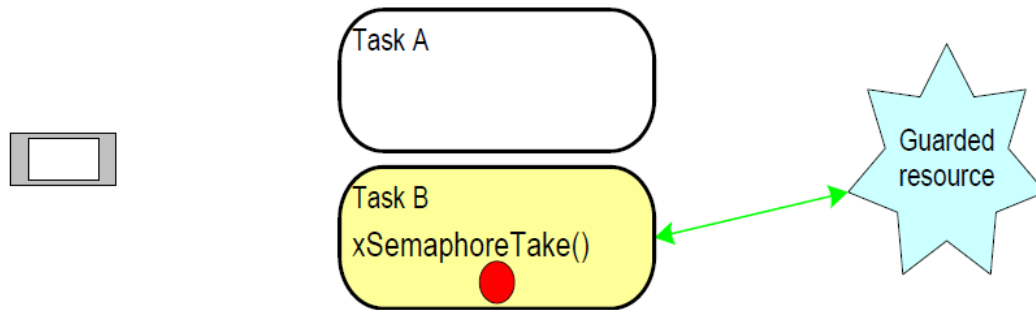 Task A
Task B
xSemaphoreTake()
Guarded
resource